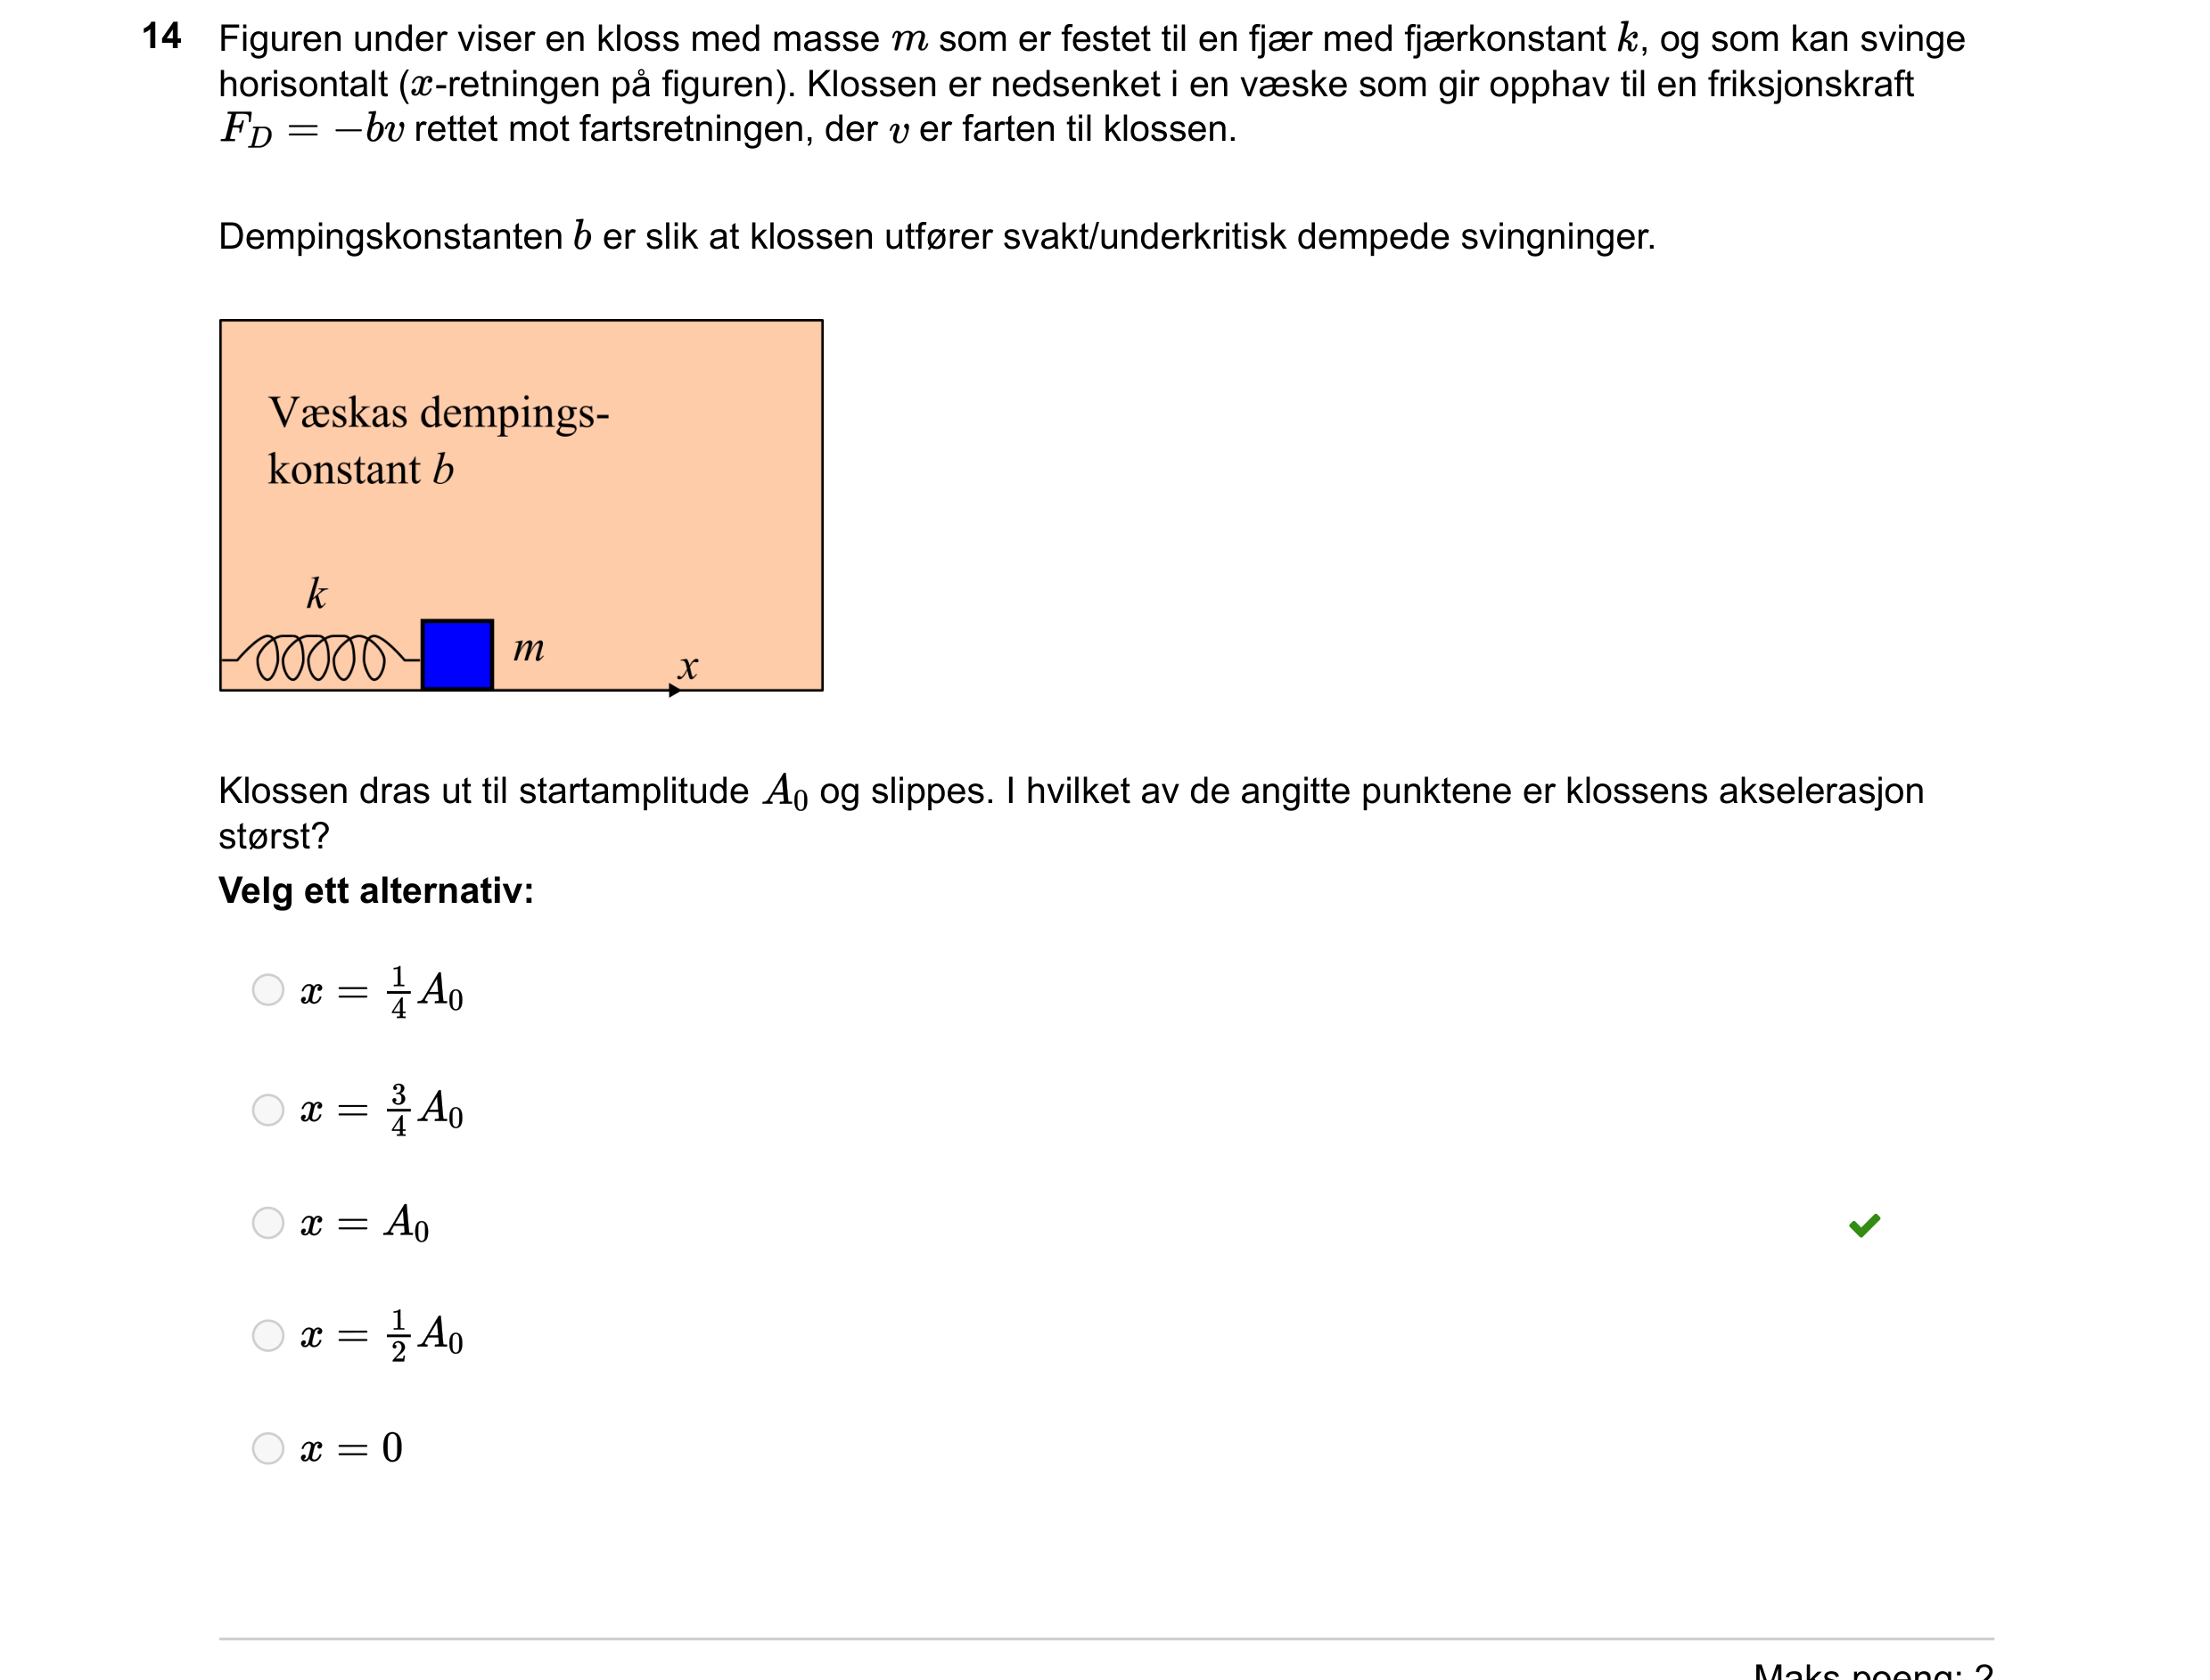 14 Figuren under viser en kloss med masse m som er festet til en fjær med fjærkonstant k, og som kan svinge
horisontalt (x-retningen på figuren). Klossen er nedsenket i en væske som gir opphav til en friksjonskraft
F_D = −bv rettet mot fartsretningen, der v er farten til klossen.
Dempingskonstanten b er slik at klossen utfører svakt/underkritisk dempede svingninger.
Væskas dempings-
konstant b
k
m
x
Klossen dras ut til startamplitude A_0 og slippes. I hvilket av de angitte punktene er klossens akselerasjon
størst?
Velg ett alternativ:
x = 1/4 A_0
x = 3/4 A_0
x = A_0
x = 1/2 A_0
x = 0
Maks poeng: 2